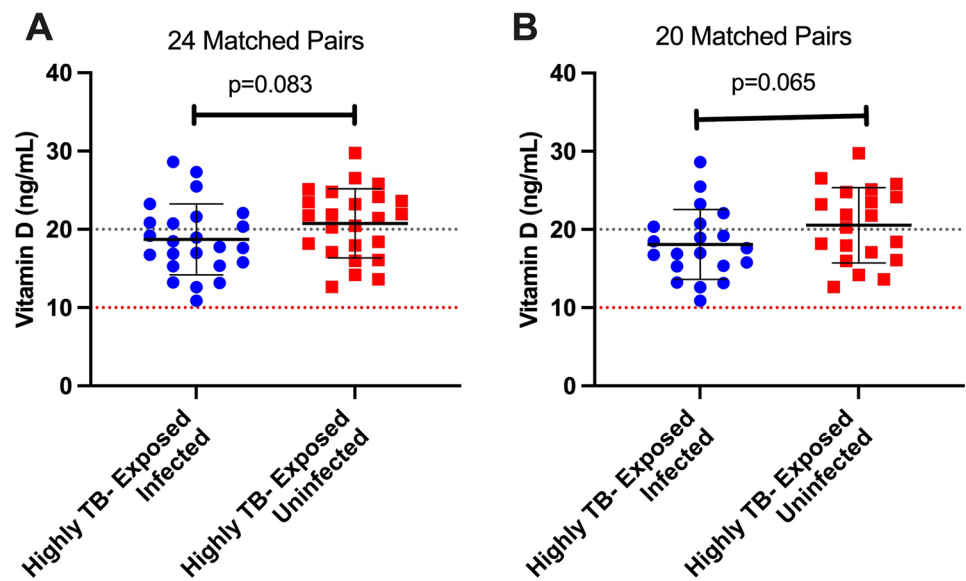 A
24 Matched Pairs
p=0.083
Vitamin D (ng/mL)
40
30
20
10
0
Highly TB- Exposed
Infected
Highly TB- Exposed
Uninfected
B
20 Matched Pairs
p=0.065
Vitamin D (ng/mL)
40
30
20
10
0
Highly TB- Exposed
Infected
Highly TB- Exposed
Uninfected